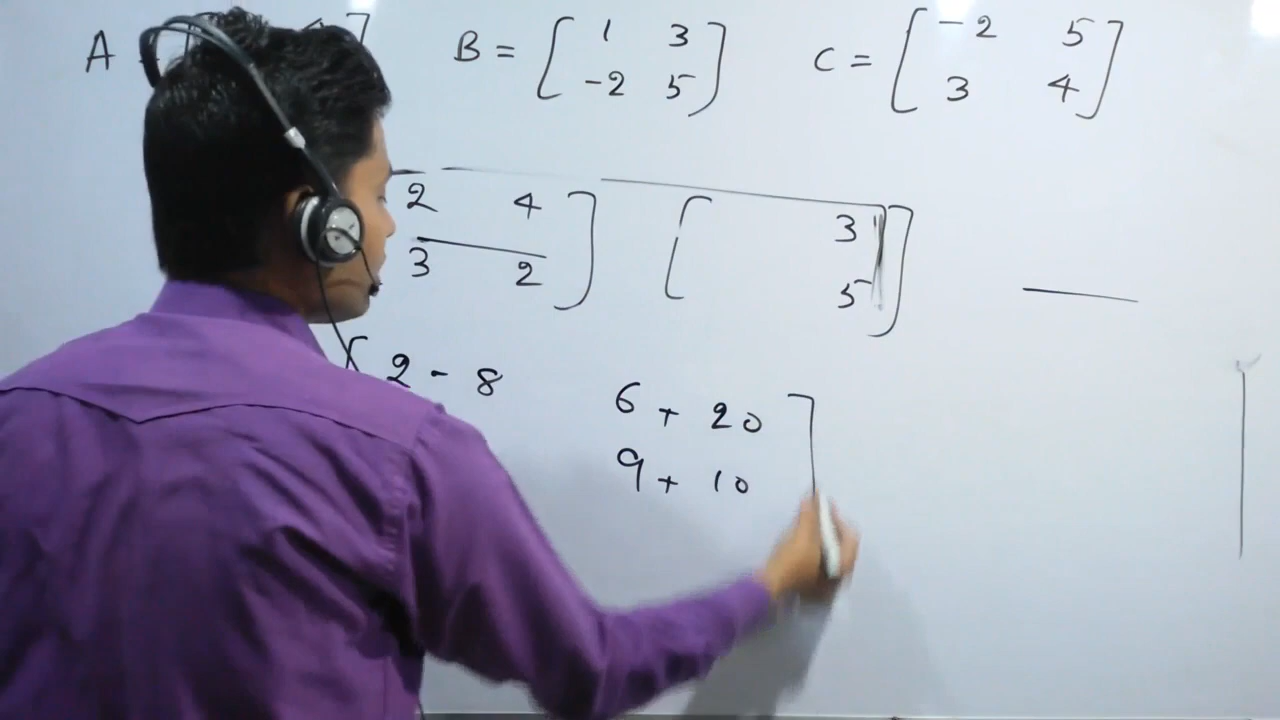 A B = [ 1 3 ] C = [ -2 5 ]
[ -2 5 ] [ 3 4 ]
2 4 ] [ 3 ]
3 2 ] [ 5 ]
[ 2 - 8 6 + 20 ]
9 + 10